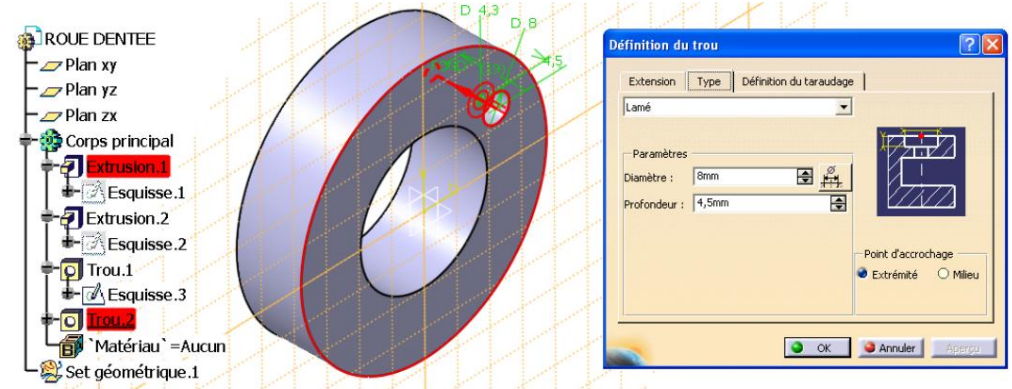 ROUE DENTEE
Plan xy
Plan yz
Plan zx
Corps principal
Extrusion.1
Esquisse.1
Extrusion.2
Esquisse.2
Trou.1
Esquisse.3
Trou.2
`Matériau`=Aucun
Set géométrique.1
D 4,3
D 8
4,5
Définition du trou
Extension Type Définition du taraudage
Lamé
Paramètres
Diamètre : 8mm
Profondeur : 4,5mm
Point d'accrochage
Extrémité Milieu
OK Annuler Aperçu